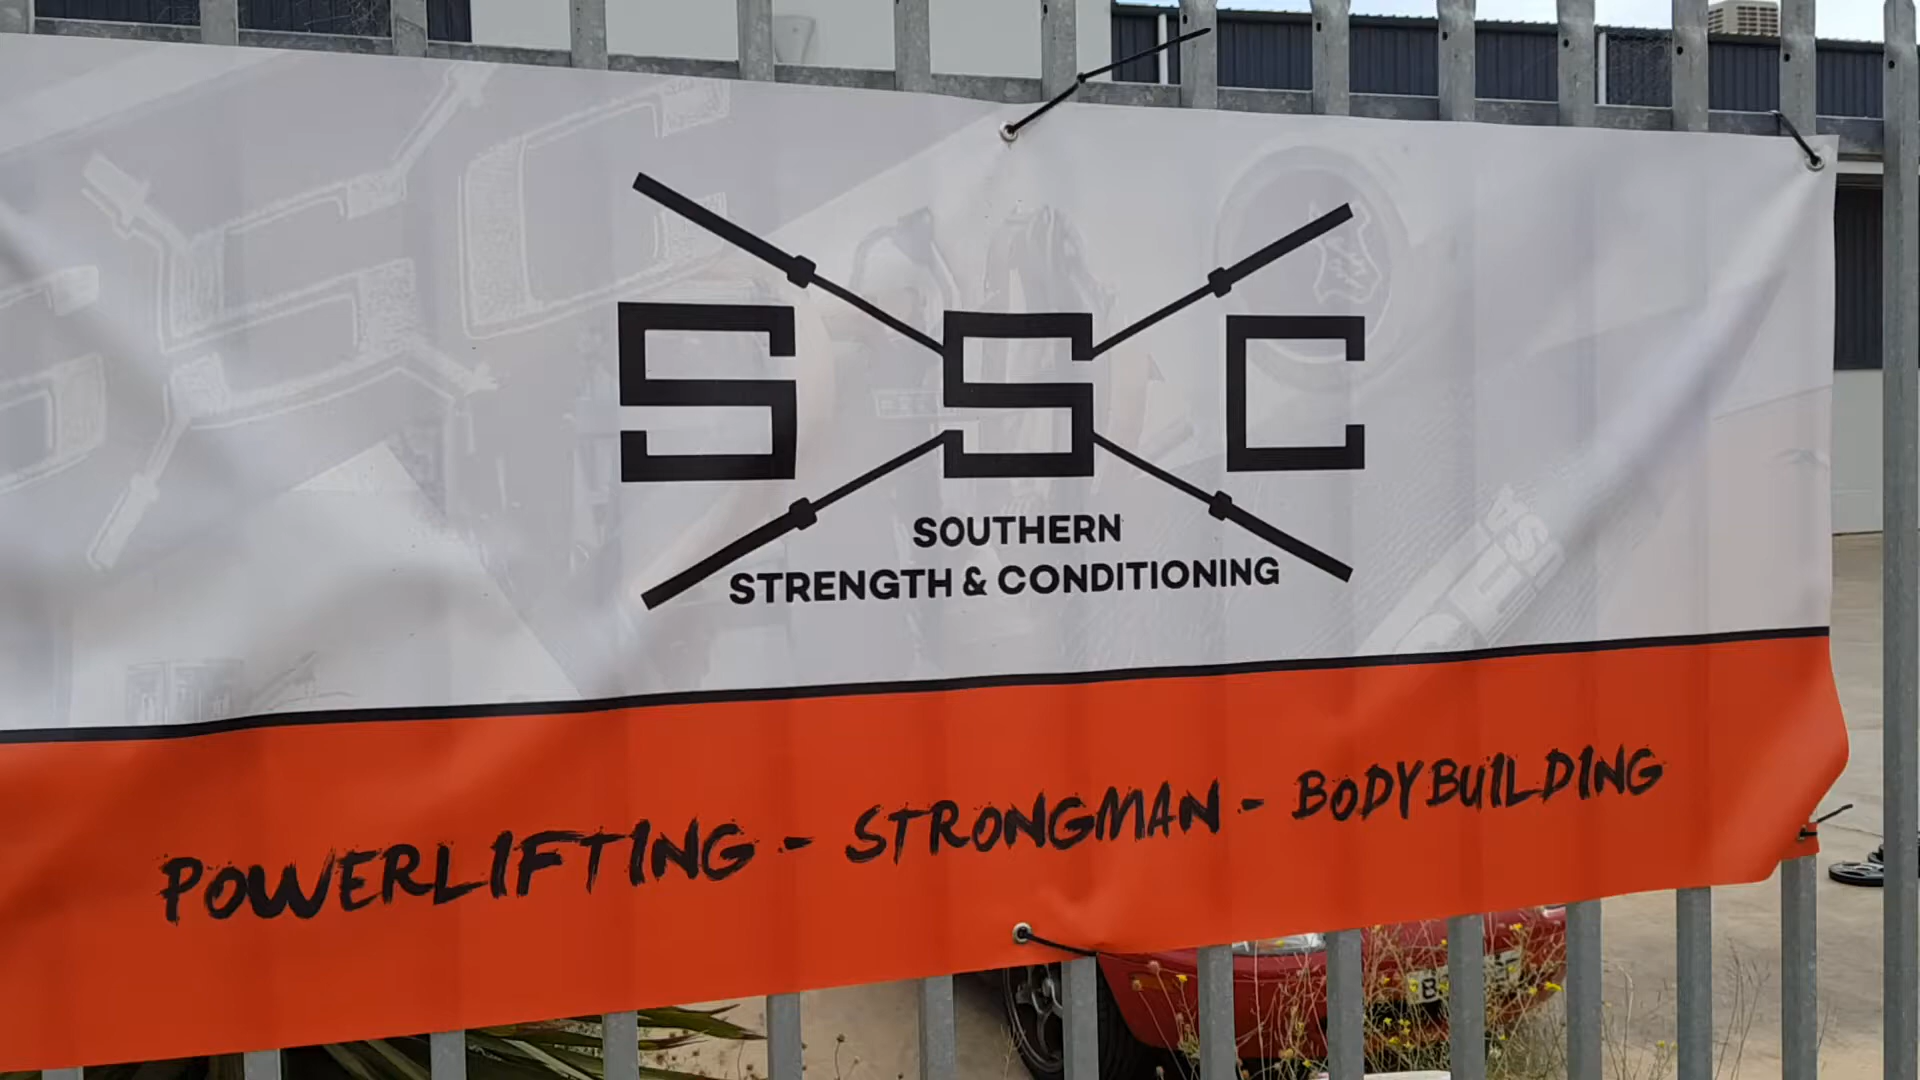 SSC
SOUTHERN
STRENGTH & CONDITIONING
POWERLIFTING - STRONGMAN - BODYBUILDING